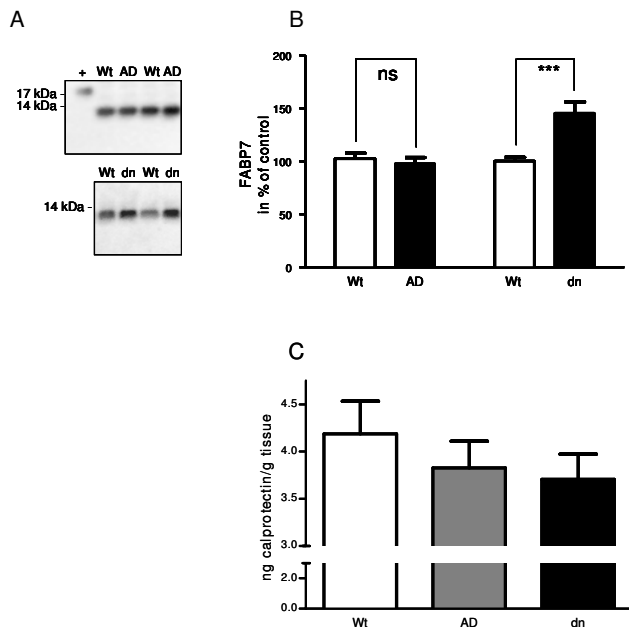 A
+ Wt AD Wt AD
17 kDa
14 kDa
Wt dn Wt dn
14 kDa
B
200
150
100
50
0
FABP7
in % of control
ns
***
Wt AD Wt dn
C
4.5
4.0
3.5
3.0
2.0
0.0
ng calprotectin/g tissue
Wt AD dn